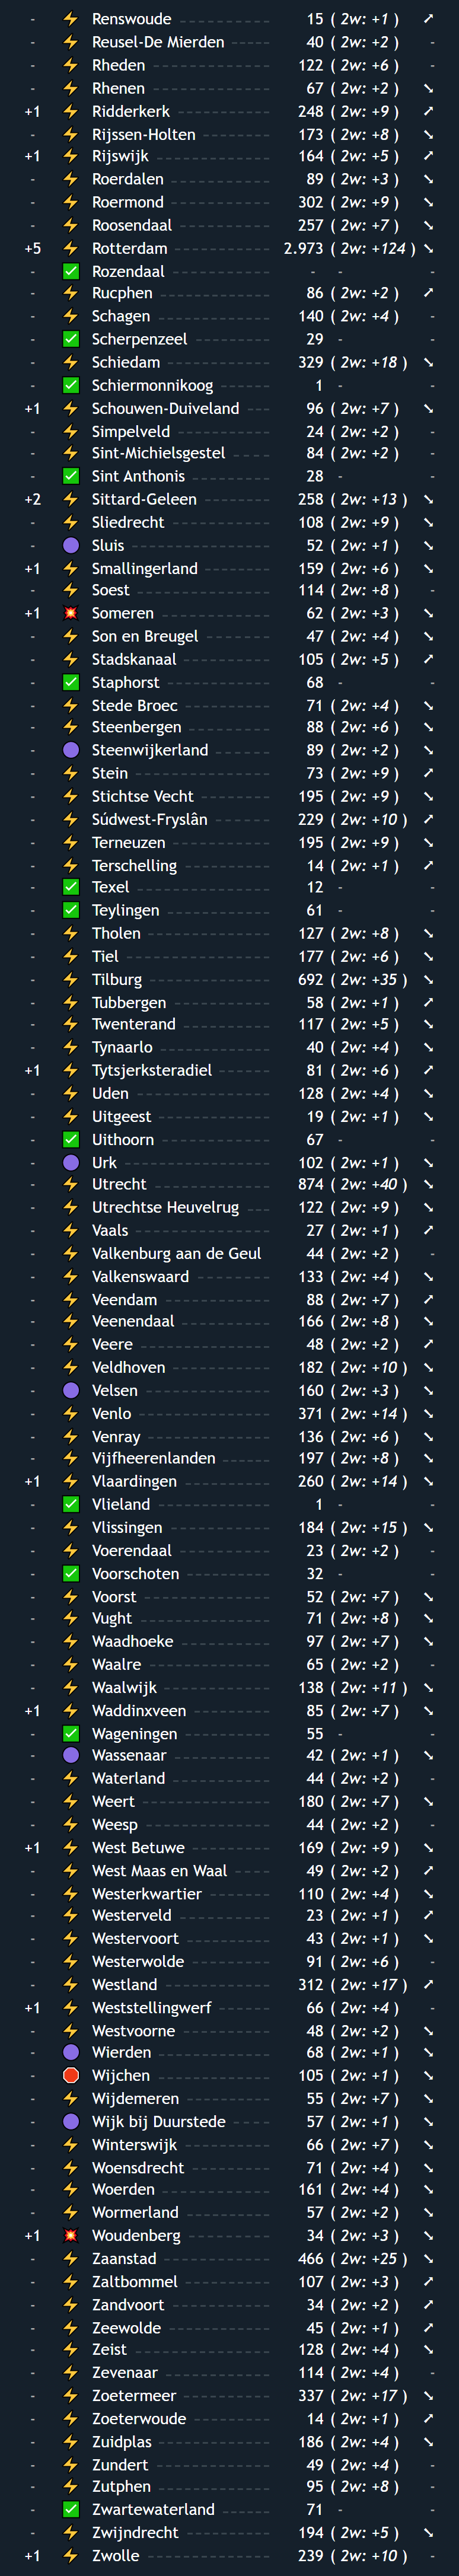 - ⚡ Renswoude 15 ( 2w: +1 ) ➚
- ⚡ Reusel-De Mierden 40 ( 2w: +2 ) -
- ⚡ Rheden 122 ( 2w: +6 ) -
- ⚡ Rhenen 67 ( 2w: +2 ) ➘
+1 ⚡ Ridderkerk 248 ( 2w: +9 ) ➚
- ⚡ Rijssen-Holten 173 ( 2w: +8 ) ➘
+1 ⚡ Rijswijk 164 ( 2w: +5 ) ➚
- ⚡ Roerdalen 89 ( 2w: +3 ) ➘
- ⚡ Roermond 302 ( 2w: +9 ) ➘
- ⚡ Roosendaal 257 ( 2w: +7 ) ➘
+5 ⚡ Rotterdam 2.973 ( 2w: +124 ) ➘
- ✅ Rozendaal - - -
- ⚡ Rucphen 86 ( 2w: +2 ) ➚
- ⚡ Schagen 140 ( 2w: +4 ) -
- ✅ Scherpenzeel 29 - -
- ⚡ Schiedam 329 ( 2w: +18 ) ➘
- ✅ Schiermonnikoog 1 - -
+1 ⚡ Schouwen-Duiveland 96 ( 2w: +7 ) ➘
- ⚡ Simpelveld 24 ( 2w: +2 ) -
- ⚡ Sint-Michielsgestel 84 ( 2w: +2 ) -
- ✅ Sint Anthonis 28 - -
+2 ⚡ Sittard-Geleen 258 ( 2w: +13 ) ➘
- ⚡ Sliedrecht 108 ( 2w: +9 ) ➘
- 🟣 Sluis 52 ( 2w: +1 ) ➘
+1 ⚡ Smallingerland 159 ( 2w: +6 ) ➘
- ⚡ Soest 114 ( 2w: +8 ) -
+1 💥 Someren 62 ( 2w: +3 ) ➘
- ⚡ Son en Breugel 47 ( 2w: +4 ) ➘
- ⚡ Stadskanaal 105 ( 2w: +5 ) ➚
- ✅ Staphorst 68 - -
- ⚡ Stede Broec 71 ( 2w: +4 ) ➘
- ⚡ Steenbergen 88 ( 2w: +6 ) ➘
- 🟣 Steenwijkerland 89 ( 2w: +2 ) ➘
- ⚡ Stein 73 ( 2w: +9 ) ➚
- ⚡ Stichtse Vecht 195 ( 2w: +9 ) ➘
- ⚡ Súdwest-Fryslân 229 ( 2w: +10 ) ➚
- ⚡ Terneuzen 195 ( 2w: +9 ) ➘
- ⚡ Terschelling 14 ( 2w: +1 ) ➚
- ✅ Texel 12 - -
- ✅ Teylingen 61 - -
- ⚡ Tholen 127 ( 2w: +8 ) ➘
- ⚡ Tiel 177 ( 2w: +6 ) ➘
- ⚡ Tilburg 692 ( 2w: +35 ) ➘
- ⚡ Tubbergen 58 ( 2w: +1 ) ➚
- ⚡ Twenterand 117 ( 2w: +5 ) ➘
- ⚡ Tynaarlo 40 ( 2w: +4 ) ➘
+1 ⚡ Tytsjerksteradiel 81 ( 2w: +6 ) ➚
- ⚡ Uden 128 ( 2w: +4 ) ➘
- ⚡ Uitgeest 19 ( 2w: +1 ) ➘
- ✅ Uithoorn 67 - -
- 🟣 Urk 102 ( 2w: +1 ) ➘
- ⚡ Utrecht 874 ( 2w: +40 ) ➘
- ⚡ Utrechtse Heuvelrug 122 ( 2w: +9 ) ➘
- ⚡ Vaals 27 ( 2w: +1 ) ➚
- ⚡ Valkenburg aan de Geul 44 ( 2w: +2 ) -
- ⚡ Valkenswaard 133 ( 2w: +4 ) ➘
- ⚡ Veendam 88 ( 2w: +7 ) ➚
- ⚡ Veenendaal 166 ( 2w: +8 ) ➘
- ⚡ Veere 48 ( 2w: +2 ) ➚
- ⚡ Veldhoven 182 ( 2w: +10 ) ➘
- 🟣 Velsen 160 ( 2w: +3 ) ➘
- ⚡ Venlo 371 ( 2w: +14 ) ➘
- ⚡ Venray 136 ( 2w: +6 ) ➘
- ⚡ Vijfheerenlanden 197 ( 2w: +8 ) ➘
+1 ⚡ Vlaardingen 260 ( 2w: +14 ) ➘
- ✅ Vlieland 1 - -
- ⚡ Vlissingen 184 ( 2w: +15 ) ➘
- ⚡ Voerendaal 23 ( 2w: +2 ) -
- ✅ Voorschoten 32 - -
- ⚡ Voorst 52 ( 2w: +7 ) ➘
- ⚡ Vught 71 ( 2w: +8 ) ➘
- ⚡ Waadhoeke 97 ( 2w: +7 ) ➘
- ⚡ Waalre 65 ( 2w: +2 ) -
- ⚡ Waalwijk 138 ( 2w: +11 ) ➘
+1 ⚡ Waddinxveen 85 ( 2w: +7 ) ➘
- ✅ Wageningen 55 - -
- 🟣 Wassenaar 42 ( 2w: +1 ) ➘
- ⚡ Waterland 44 ( 2w: +2 ) -
- ⚡ Weert 180 ( 2w: +7 ) ➘
- ⚡ Weesp 44 ( 2w: +2 ) -
+1 ⚡ West Betuwe 169 ( 2w: +9 ) ➘
- ⚡ West Maas en Waal 49 ( 2w: +2 ) ➚
- ⚡ Westerkwartier 110 ( 2w: +4 ) ➘
- ⚡ Westerveld 23 ( 2w: +1 ) ➚
- ⚡ Westervoort 43 ( 2w: +1 ) ➘
- ⚡ Westerwolde 91 ( 2w: +6 ) -
- ⚡ Westland 312 ( 2w: +17 ) ➚
+1 ⚡ Weststellingwerf 66 ( 2w: +4 ) -
- ⚡ Westvoorne 48 ( 2w: +2 ) ➘
- 🟣 Wierden 68 ( 2w: +1 ) ➘
- 🛑 Wijchen 105 ( 2w: +1 ) ➘
- ⚡ Wijdemeren 55 ( 2w: +7 ) ➘
- 🟣 Wijk bij Duurstede 57 ( 2w: +1 ) ➘
- ⚡ Winterswijk 66 ( 2w: +7 ) ➘
- ⚡ Woensdrecht 71 ( 2w: +4 ) ➘
- ⚡ Woerden 161 ( 2w: +4 ) ➘
- ⚡ Wormerland 57 ( 2w: +2 ) ➘
+1 💥 Woudenberg 34 ( 2w: +3 ) ➘
- ⚡ Zaanstad 466 ( 2w: +25 ) ➘
- ⚡ Zaltbommel 107 ( 2w: +3 ) ➚
- ⚡ Zandvoort 34 ( 2w: +2 ) ➚
- ⚡ Zeewolde 45 ( 2w: +1 ) ➚
- ⚡ Zeist 128 ( 2w: +4 ) ➘
- ⚡ Zevenaar 114 ( 2w: +4 ) -
- ⚡ Zoetermeer 337 ( 2w: +17 ) ➘
- ⚡ Zoeterwoude 14 ( 2w: +1 ) ➚
- ⚡ Zuidplas 186 ( 2w: +4 ) ➘
- ⚡ Zundert 49 ( 2w: +4 ) -
- ⚡ Zutphen 95 ( 2w: +8 ) -
- ✅ Zwartewaterland 71 - -
- ⚡ Zwijndrecht 194 ( 2w: +5 ) ➘
+1 ⚡ Zwolle 239 ( 2w: +10 ) -